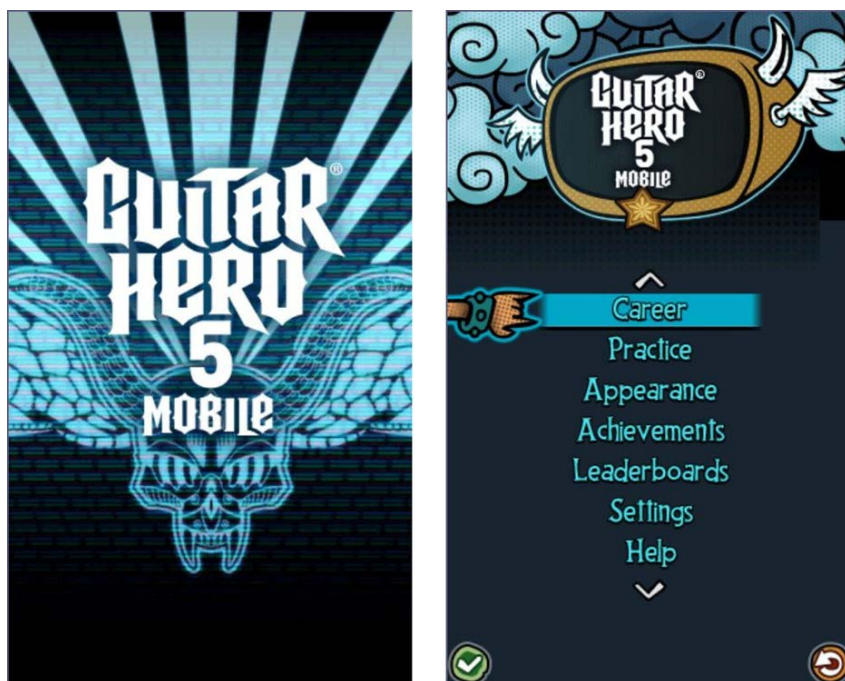 GUITAR®
HERO
5
MOBILE
GUITAR®
HERO
5
MOBILE
Career
Practice
Appearance
Achievements
Leaderboards
Settings
Help